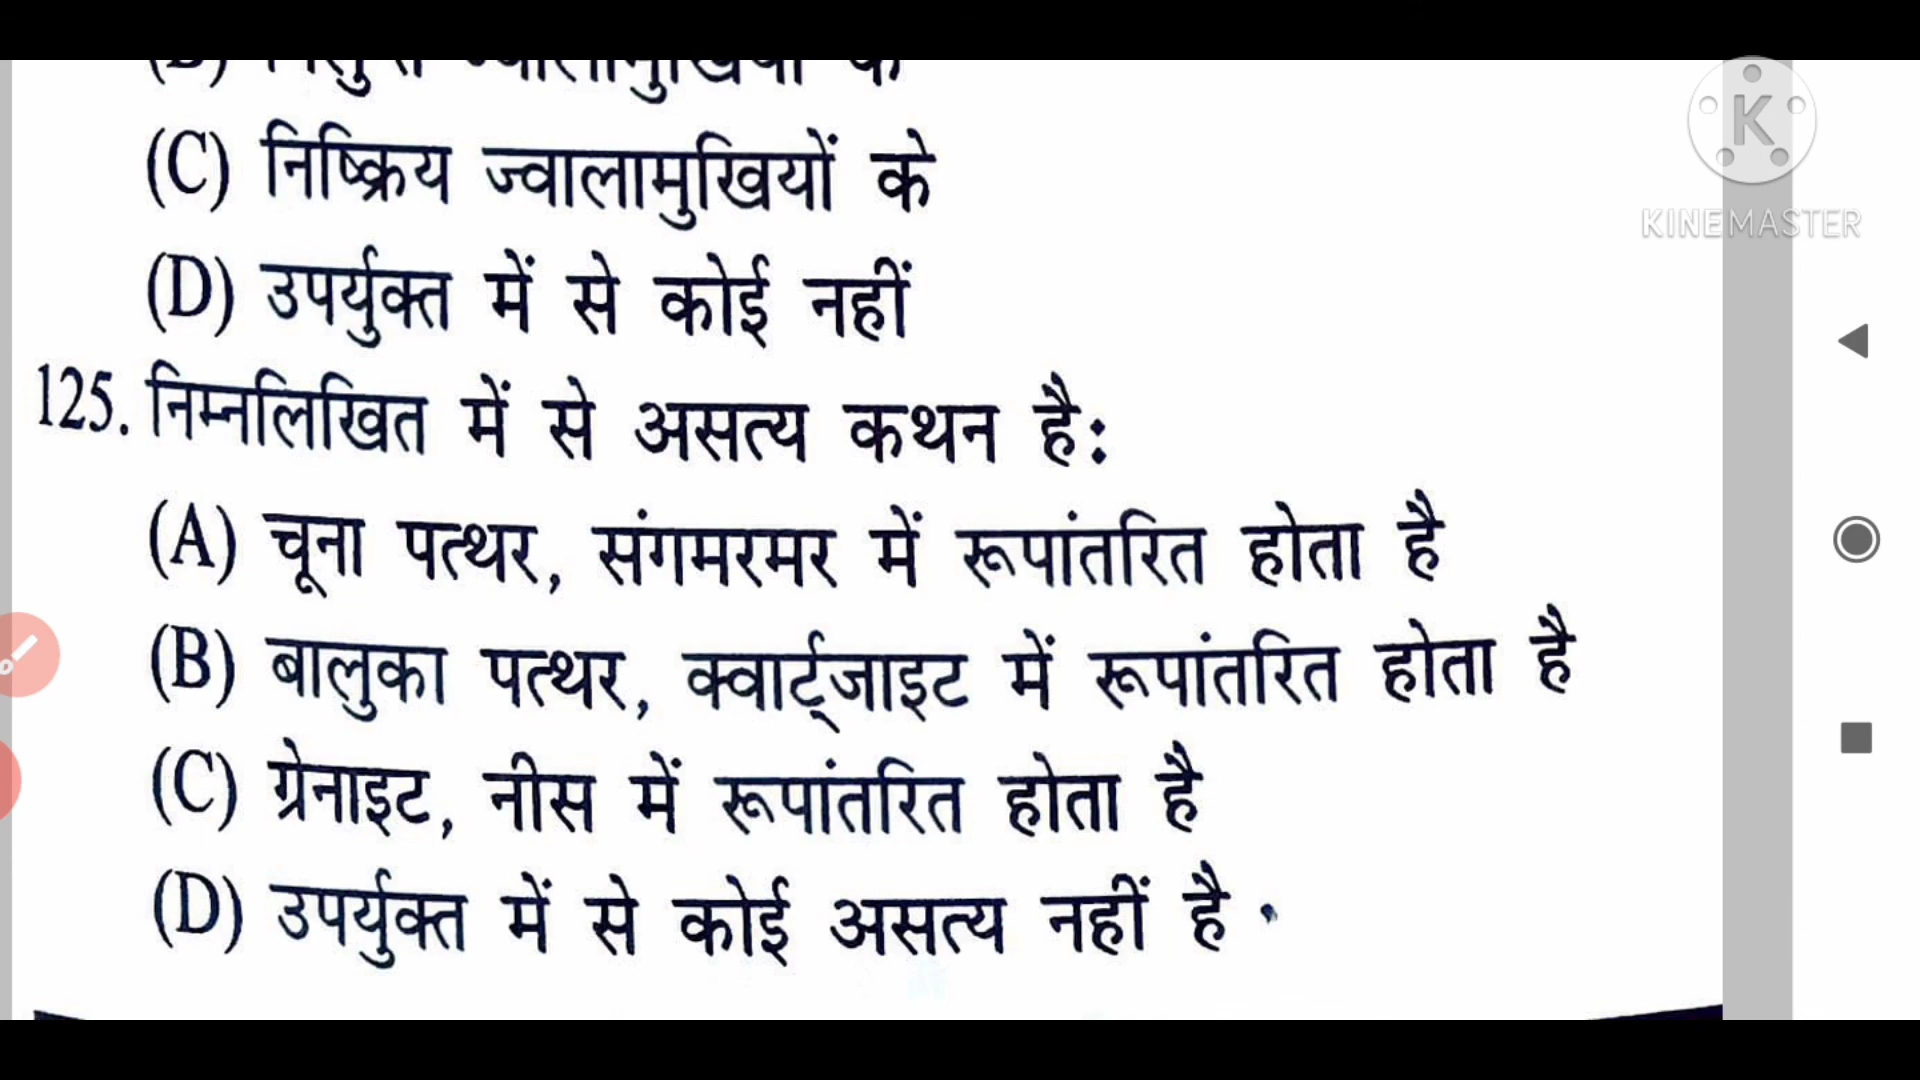 (C) निष्क्रिय ज्वालामुखियों के
(D) उपर्युक्त में से कोई नहीं
125. निम्नलिखित में से असत्य कथन है:
(A) चूना पत्थर, संगमरमर में रूपांतरित होता है
(B) बालुका पत्थर, क्वार्ट्जाइट में रूपांतरित होता है
(C) ग्रेनाइट, नीस में रूपांतरित होता है
(D) उपर्युक्त में से कोई असत्य नहीं है
K
KINEMASTER